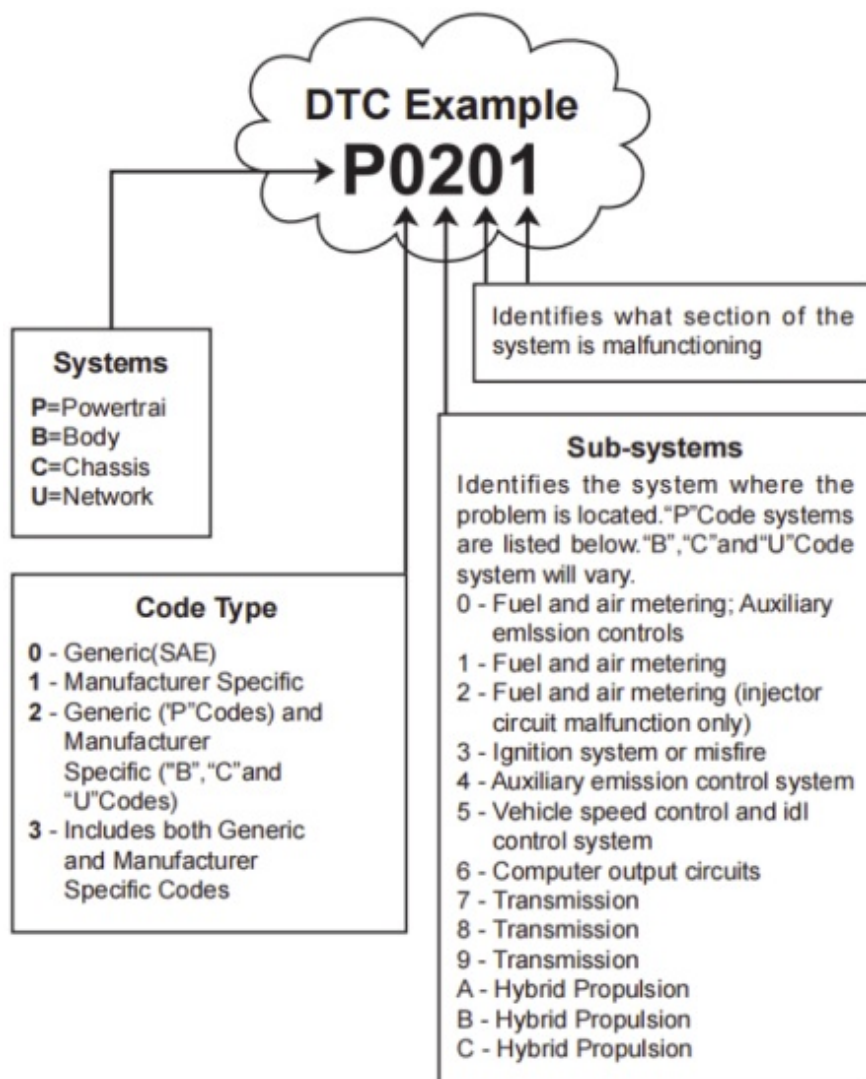 DTC Example
P0201
Systems
P=Powertrai
B=Body
C=Chassis
U=Network
Code Type
0 - Generic(SAE)
1 - Manufacturer Specific
2 - Generic ('P"Codes) and
Manufacturer
Specific ("B",“C”and
“U”Codes)
3 - Includes both Generic
and Manufacturer
Specific Codes
Identifies what section of the
system is malfunctioning
Sub-systems
Identifies the system where the
problem is located.“P”Code systems
are listed below.“B”,“C”and“U”Code
system will vary.
0 - Fuel and air metering; Auxiliary
emlssion controls
1 - Fuel and air metering
2 - Fuel and air metering (injector
circuit malfunction only)
3 - Ignition system or misfire
4 - Auxiliary emission control system
5 - Vehicle speed control and idl
control system
6 - Computer output circuits
7 - Transmission
8 - Transmission
9 - Transmission
A - Hybrid Propulsion
B - Hybrid Propulsion
C - Hybrid Propulsion